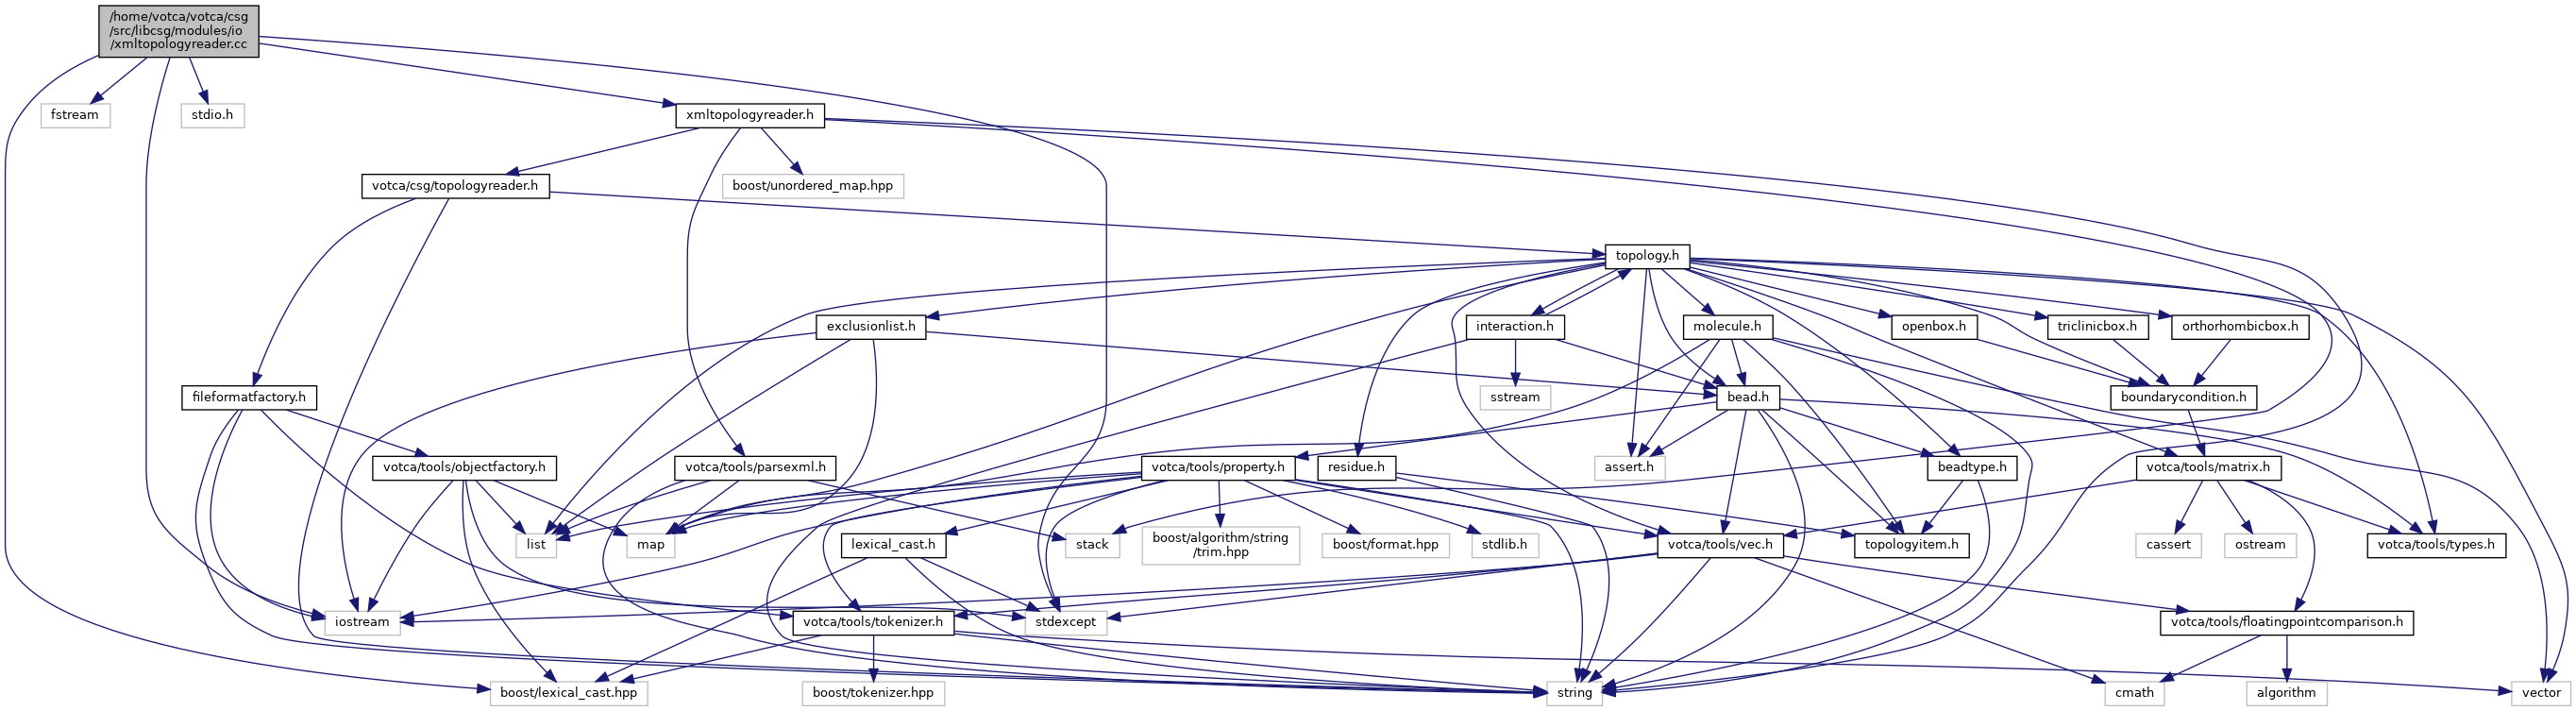 /home/votca/votca/csg
/src/libcsg/modules/io
/xmltopologyreader.cc
fstream
stdio.h
xmltopologyreader.h
votca/csg/topologyreader.h
boost/unordered_map.hpp
topology.h
exclusionlist.h
interaction.h
molecule.h
openbox.h
triclinicbox.h
orthorhombicbox.h
fileformatfactory.h
sstream
bead.h
boundarycondition.h
votca/tools/objectfactory.h
votca/tools/parsexml.h
votca/tools/property.h
residue.h
assert.h
beadtype.h
votca/tools/matrix.h
list
map
lexical_cast.h
stack
boost/algorithm/string
/trim.hpp
boost/format.hpp
stdlib.h
votca/tools/vec.h
topologyitem.h
cassert
ostream
votca/tools/types.h
iostream
votca/tools/tokenizer.h
stdexcept
votca/tools/floatingpointcomparison.h
boost/lexical_cast.hpp
boost/tokenizer.hpp
string
cmath
algorithm
vector